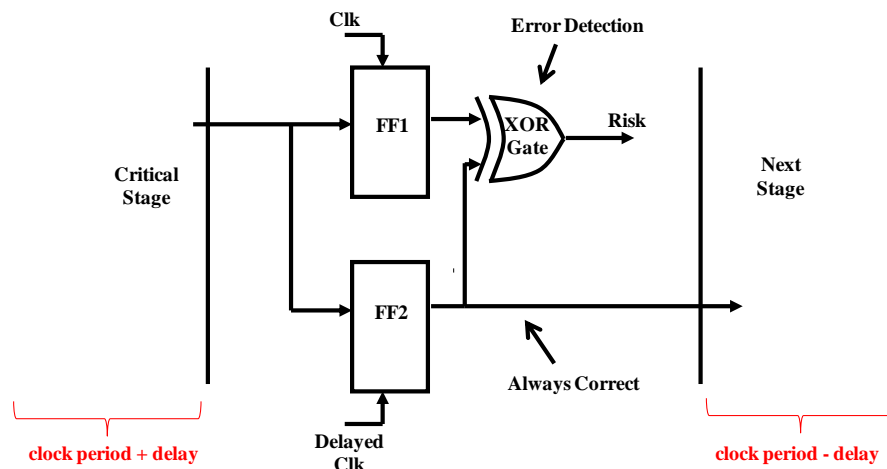 Clk
Error Detection
FF1
XOR
Gate
Risk
Critical
Stage
Next
Stage
FF2
Always Correct
Delayed
Clk
clock period + delay
clock period - delay